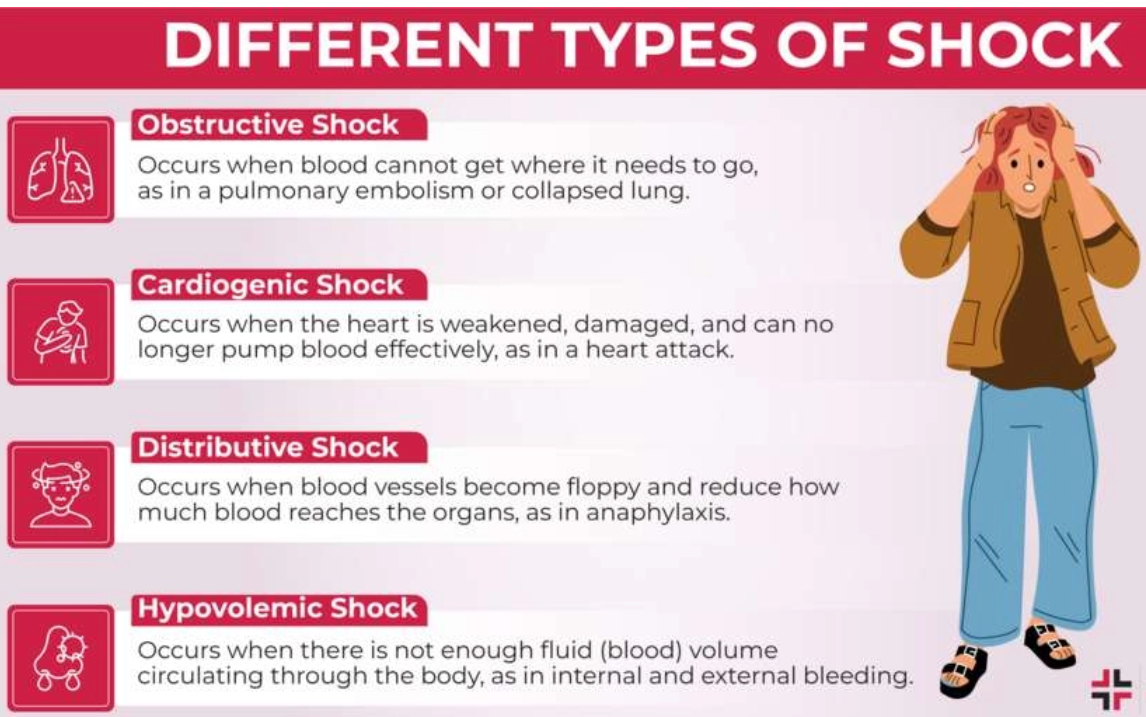 DIFFERENT TYPES OF SHOCK
Obstructive Shock
Occurs when blood cannot get where it needs to go,
as in a pulmonary embolism or collapsed lung.
Cardiogenic Shock
Occurs when the heart is weakened, damaged, and can no
longer pump blood effectively, as in a heart attack.
Distributive Shock
Occurs when blood vessels become floppy and reduce how
much blood reaches the organs, as in anaphylaxis.
Hypovolemic Shock
Occurs when there is not enough fluid (blood) volume
circulating through the body, as in internal and external bleeding.